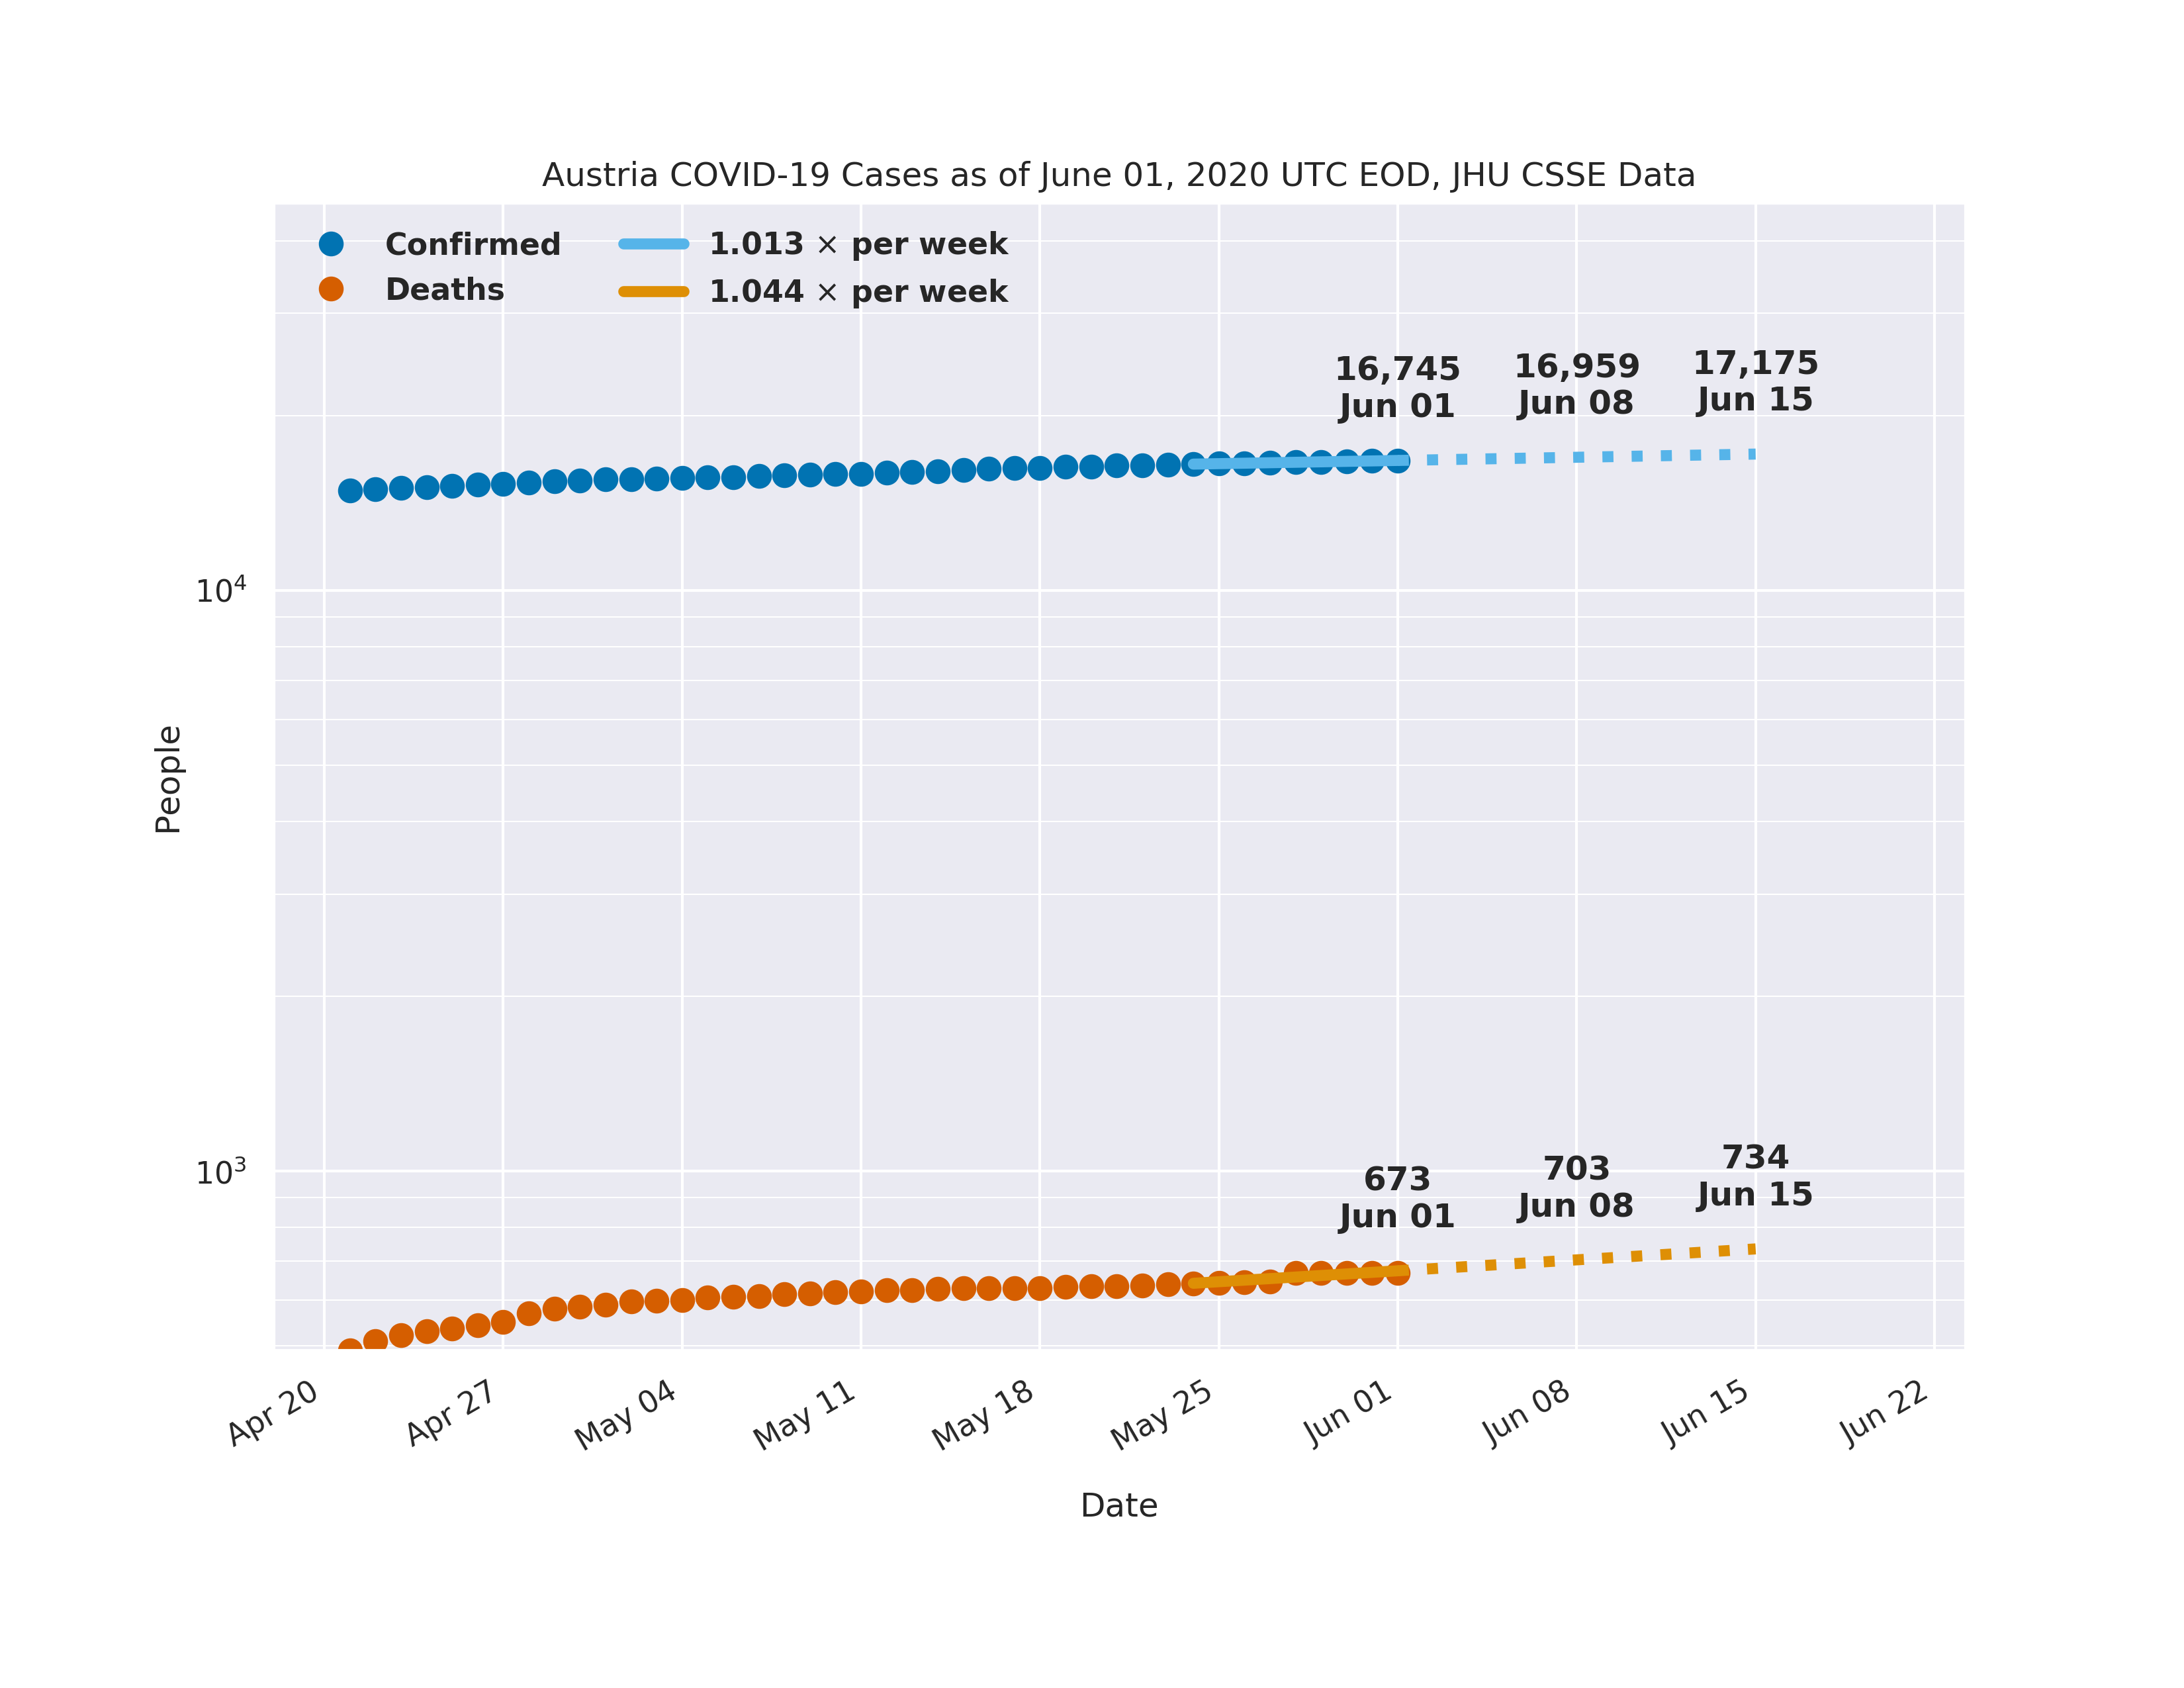 Austria COVID-19 Cases as of June 01, 2020 UTC EOD, JHU CSSE Data
Confirmed
Deaths
1.013 × per week
1.044 × per week
16,745
Jun 01
16,959
Jun 08
17,175
Jun 15
10⁴
People
10³
673
Jun 01
703
Jun 08
734
Jun 15
Apr 20
Apr 27
May 04
May 11
May 18
May 25
Jun 01
Jun 08
Jun 15
Jun 22
Date